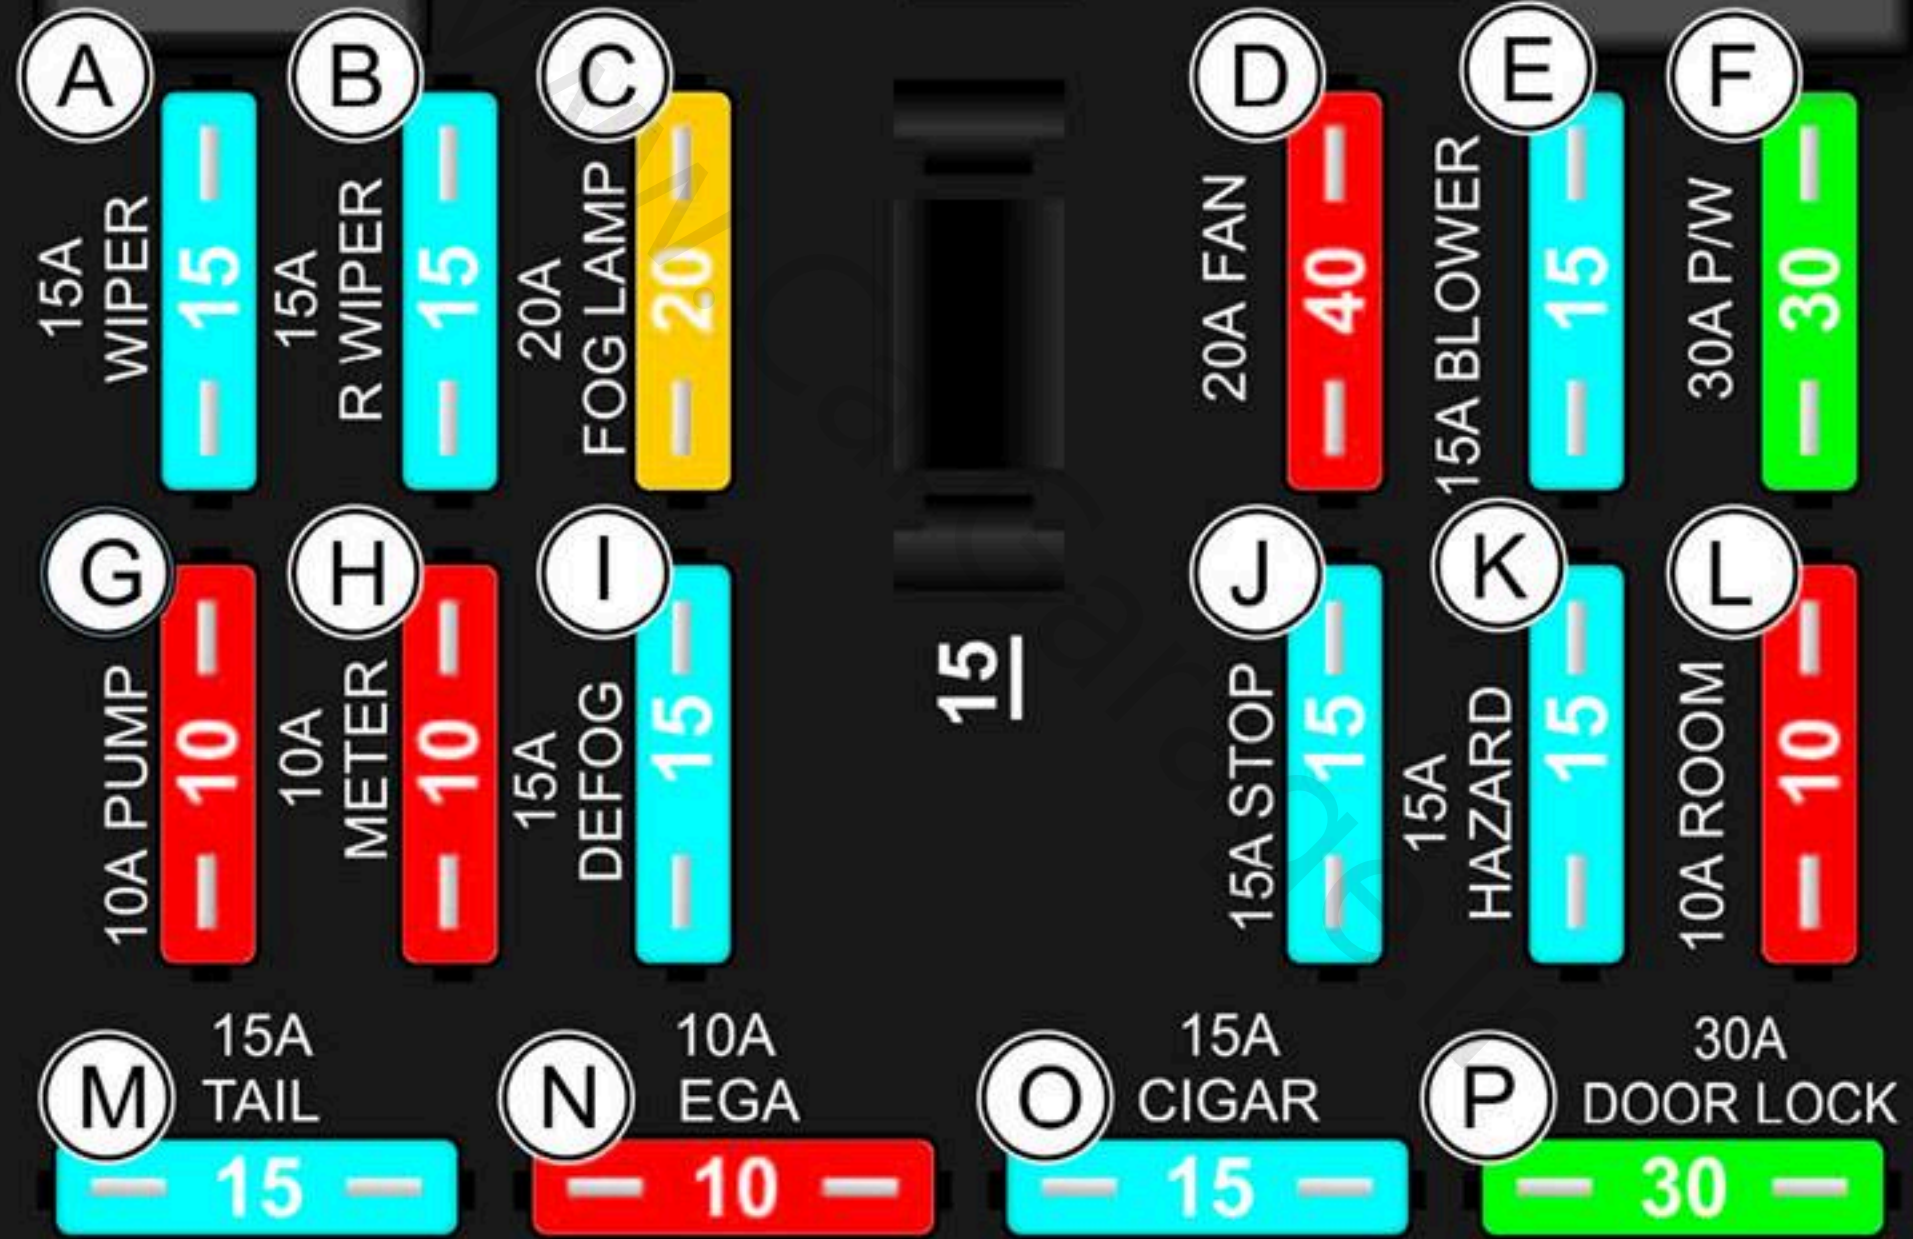 A
15A
WIPER
15
B
15A
R WIPER
15
C
20A
FOG LAMP
20
D
20A FAN
40
E
15A BLOWER
15
F
30A P/W
30
G
10A PUMP
10
H
10A
METER
10
I
15A
DEFOG
15
15
J
15A STOP
15
K
15A
HAZARD
15
L
10A ROOM
10
M
15A
TAIL
15
N
10A
EGA
10
O
15A
CIGAR
15
P
30A
DOOR LOCK
30